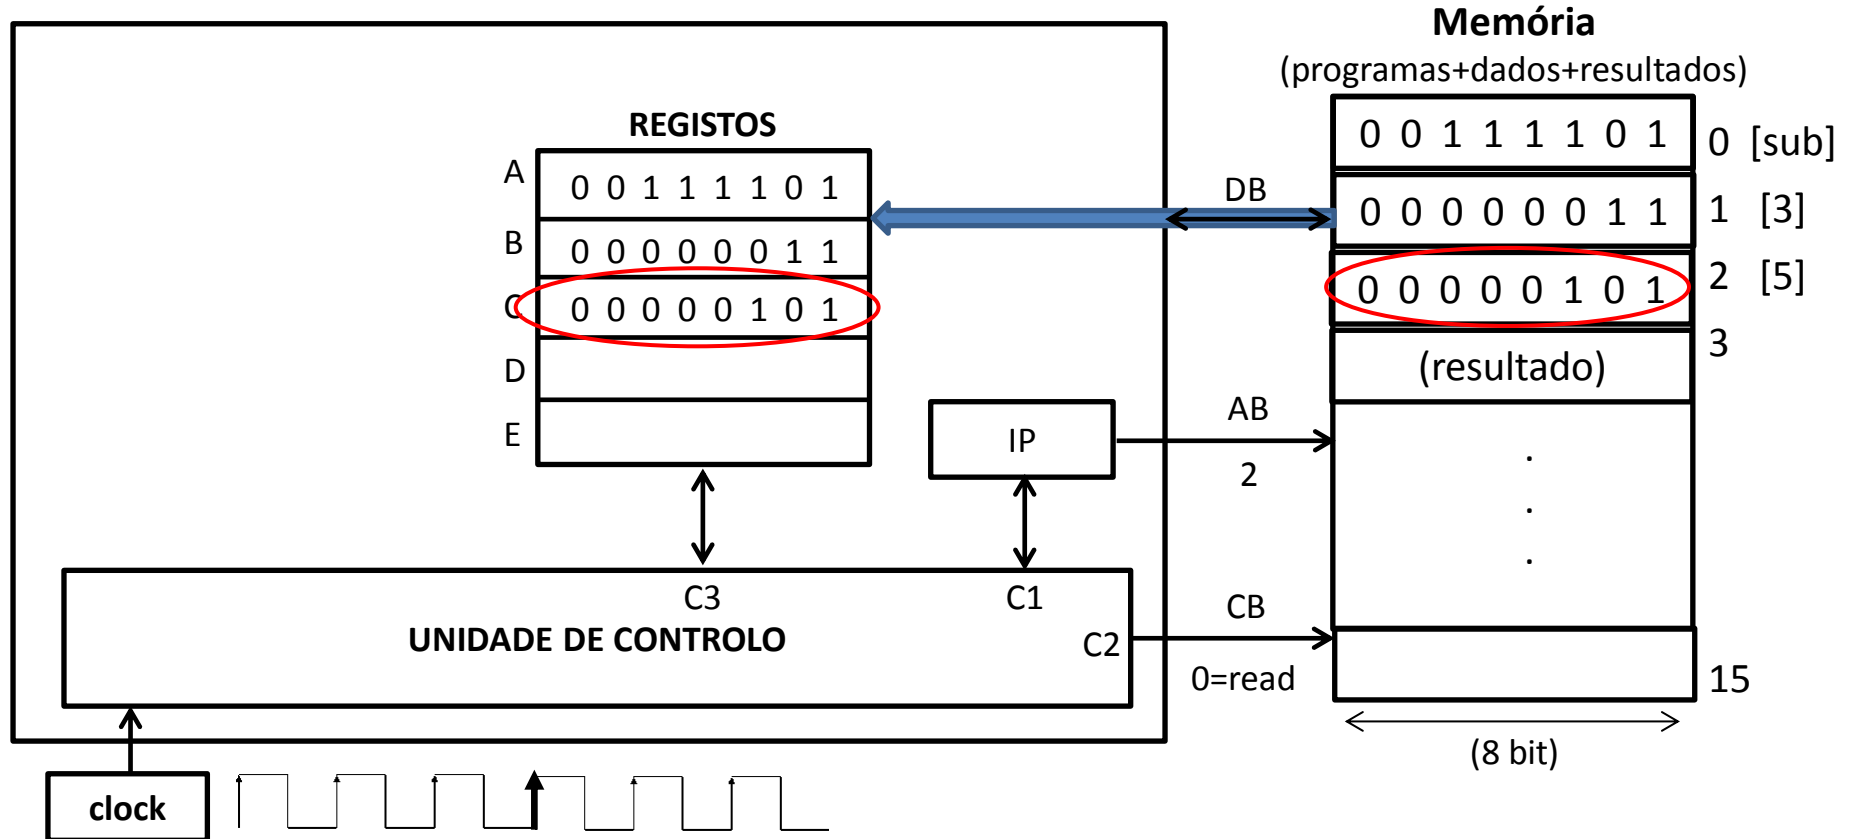 Memória
(programas+dados+resultados)
REGISTOS
A 0 0 1 1 1 1 0 1
B 0 0 0 0 0 0 1 1
C 0 0 0 0 0 1 0 1
D
E
DB
0 0 1 1 1 1 0 1 0 [sub]
0 0 0 0 0 0 1 1 1 [3]
0 0 0 0 0 1 0 1 2 [5]
(resultado) 3
.
.
.
15
(8 bit)
IP
AB
2
C3
C1
UNIDADE DE CONTROLO
C2
CB
0=read
clock